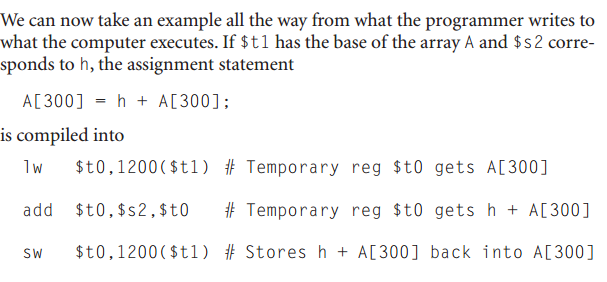 We can now take an example all the way from what the programmer writes to
what the computer executes. If $t1 has the base of the array A and $s2 corre-
sponds to h, the assignment statement
A[300] = h + A[300];
is compiled into
lw $t0,1200($t1) # Temporary reg $t0 gets A[300]
add $t0,$s2,$t0 # Temporary reg $t0 gets h + A[300]
sw $t0,1200($t1) # Stores h + A[300] back into A[300]